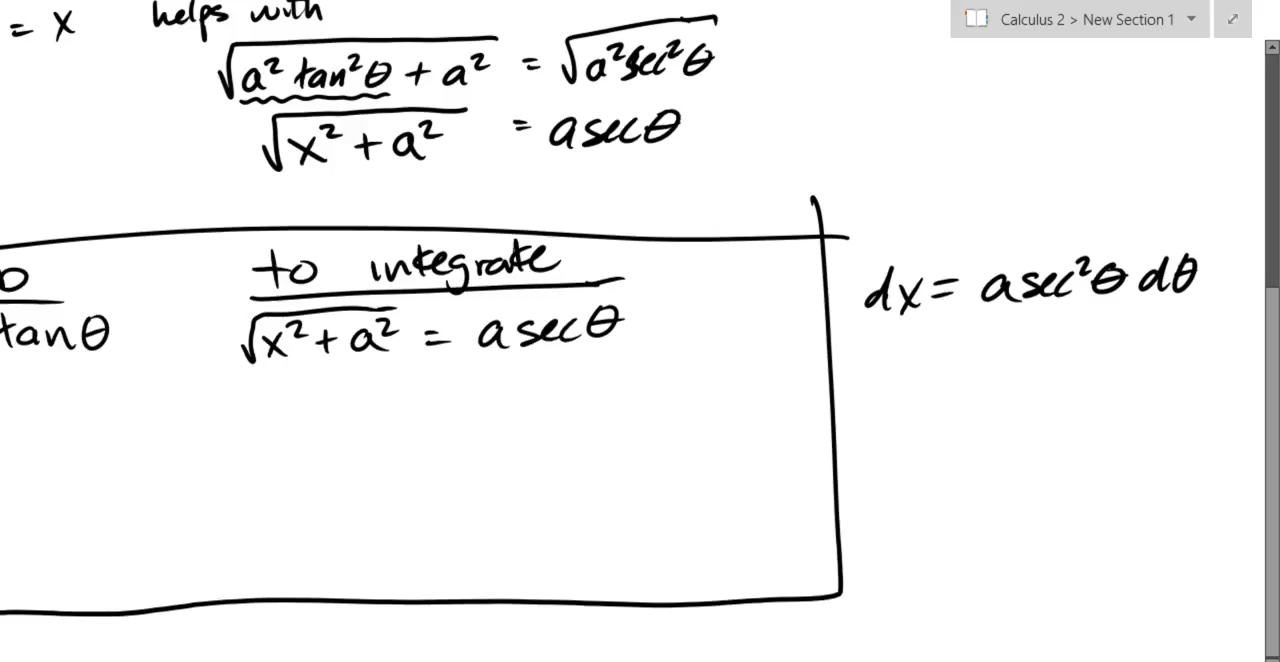 Calculus 2 > New Section 1
= x helps with
√(a² tan²θ + a²) = √(a² sec²θ)
√(x² + a²) = a secθ
to integrate
tanθ √(x² + a²) = a secθ
dx = a sec²θ dθ